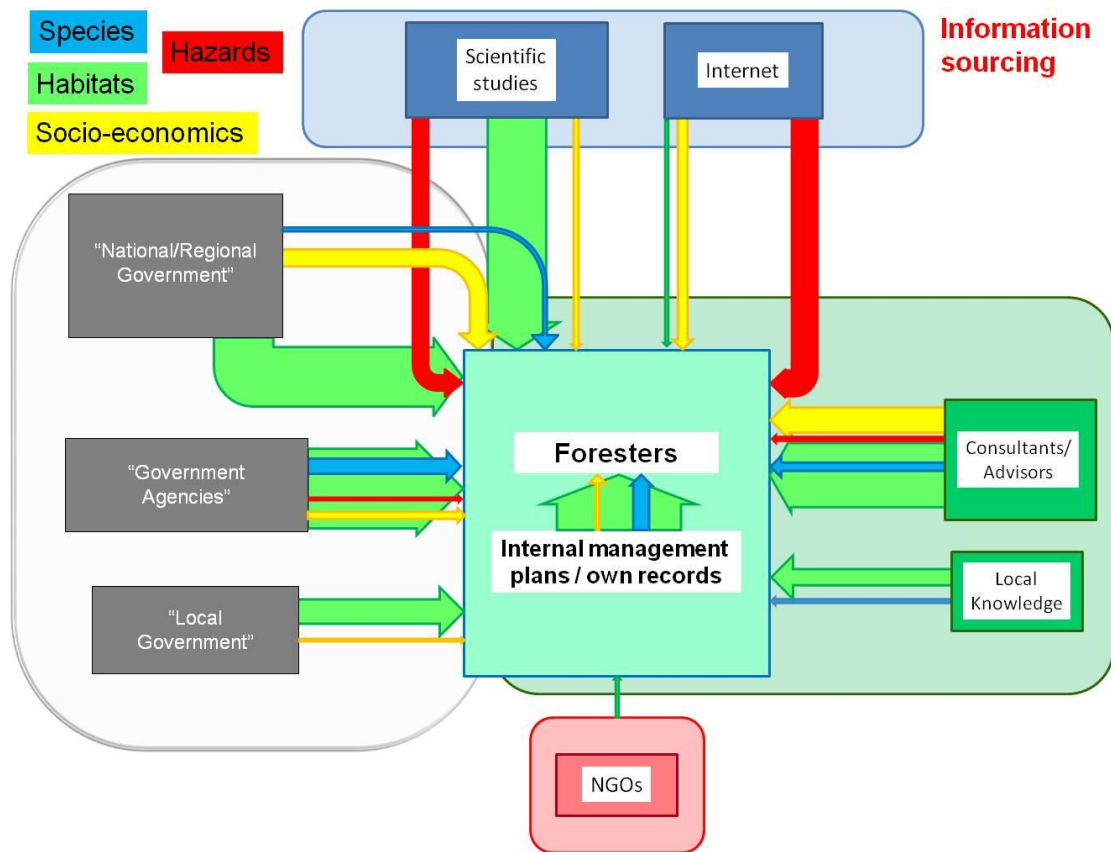 Species
Hazards
Habitats
Socio-economics
Scientific
studies
Internet
Information
sourcing
“National/Regional
Government”
“Government
Agencies”
“Local
Government”
Foresters
Internal management
plans / own records
Consultants/
Advisors
Local
Knowledge
NGOs